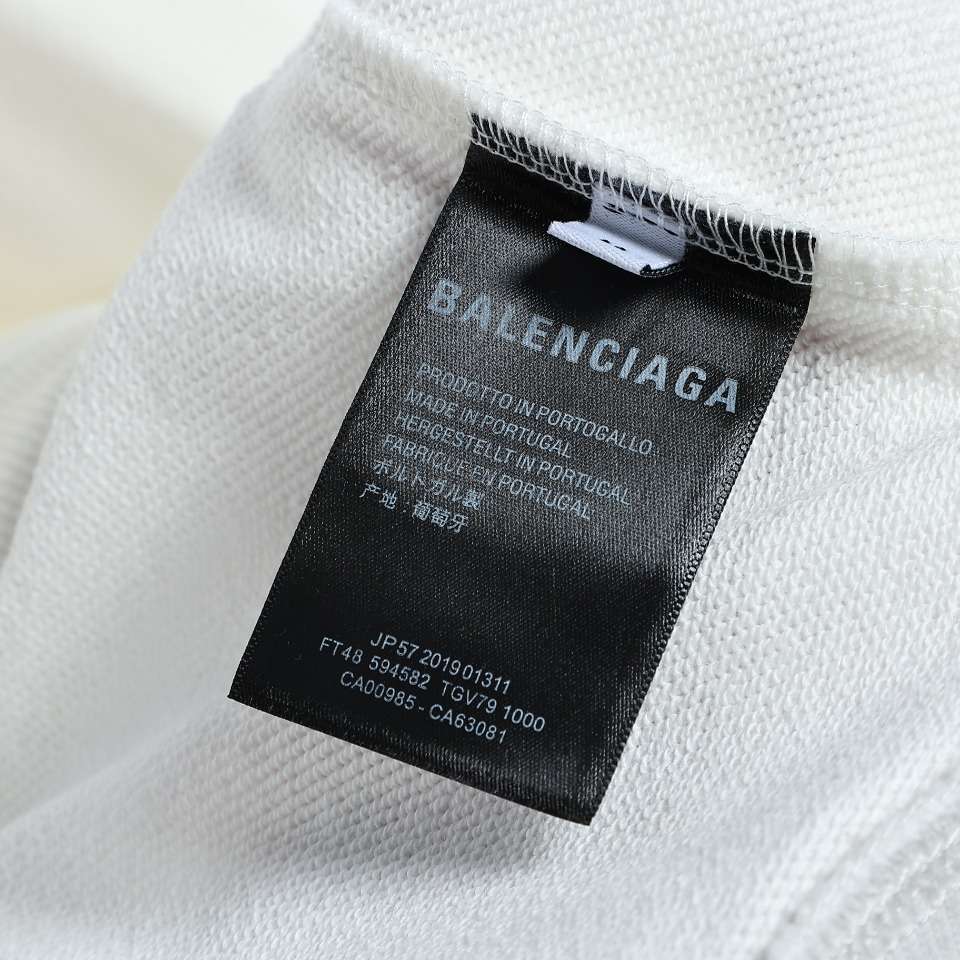 BALENCIAGA
PRODOTTO IN PORTOGALLO
MADE IN PORTUGAL
HERGESTELLT IN PORTUGAL
FABRIQUE EN PORTUGAL
ポルトガル製
产地:葡萄牙
JP57 201901311
FT48 594582 TGV79 1000
CA00985 - CA63081